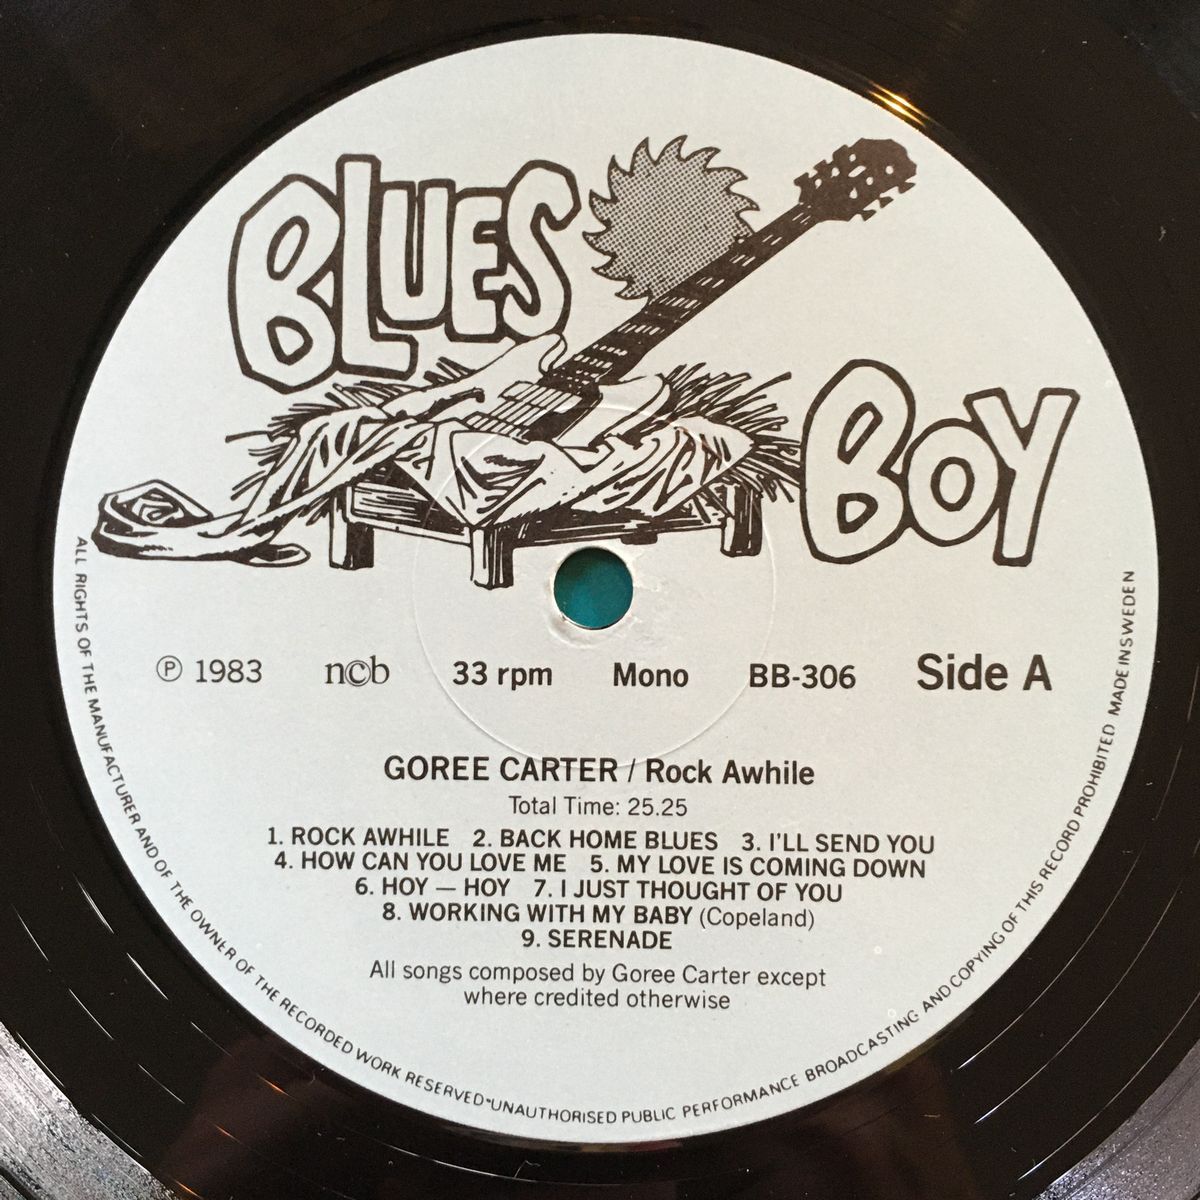 BLUES
BOY
℗ 1983 n©b 33 rpm Mono BB-306 Side A
GOREE CARTER / Rock Awhile
Total Time: 25.25
1. ROCK AWHILE 2. BACK HOME BLUES 3. I'LL SEND YOU
4. HOW CAN YOU LOVE ME 5. MY LOVE IS COMING DOWN
6. HOY — HOY 7. I JUST THOUGHT OF YOU
8. WORKING WITH MY BABY (Copeland)
9. SERENADE
All songs composed by Goree Carter except
where credited otherwise
ALL RIGHTS OF THE MANUFACTURER AND OF THE OWNER OF THE RECORDED WORK RESERVED-UNAUTHORISED PUBLIC PERFORMANCE BROADCASTING AND COPYING OF THIS RECORD PROHIBITED MADE IN SWEDEN